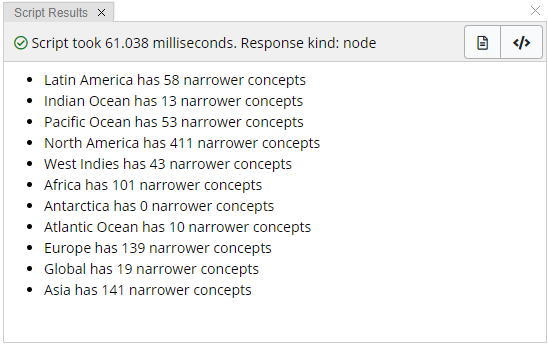 Script Results
Script took 61.038 milliseconds. Response kind: node
Latin America has 58 narrower concepts
Indian Ocean has 13 narrower concepts
Pacific Ocean has 53 narrower concepts
North America has 411 narrower concepts
West Indies has 43 narrower concepts
Africa has 101 narrower concepts
Antarctica has 0 narrower concepts
Atlantic Ocean has 10 narrower concepts
Europe has 139 narrower concepts
Global has 19 narrower concepts
Asia has 141 narrower concepts